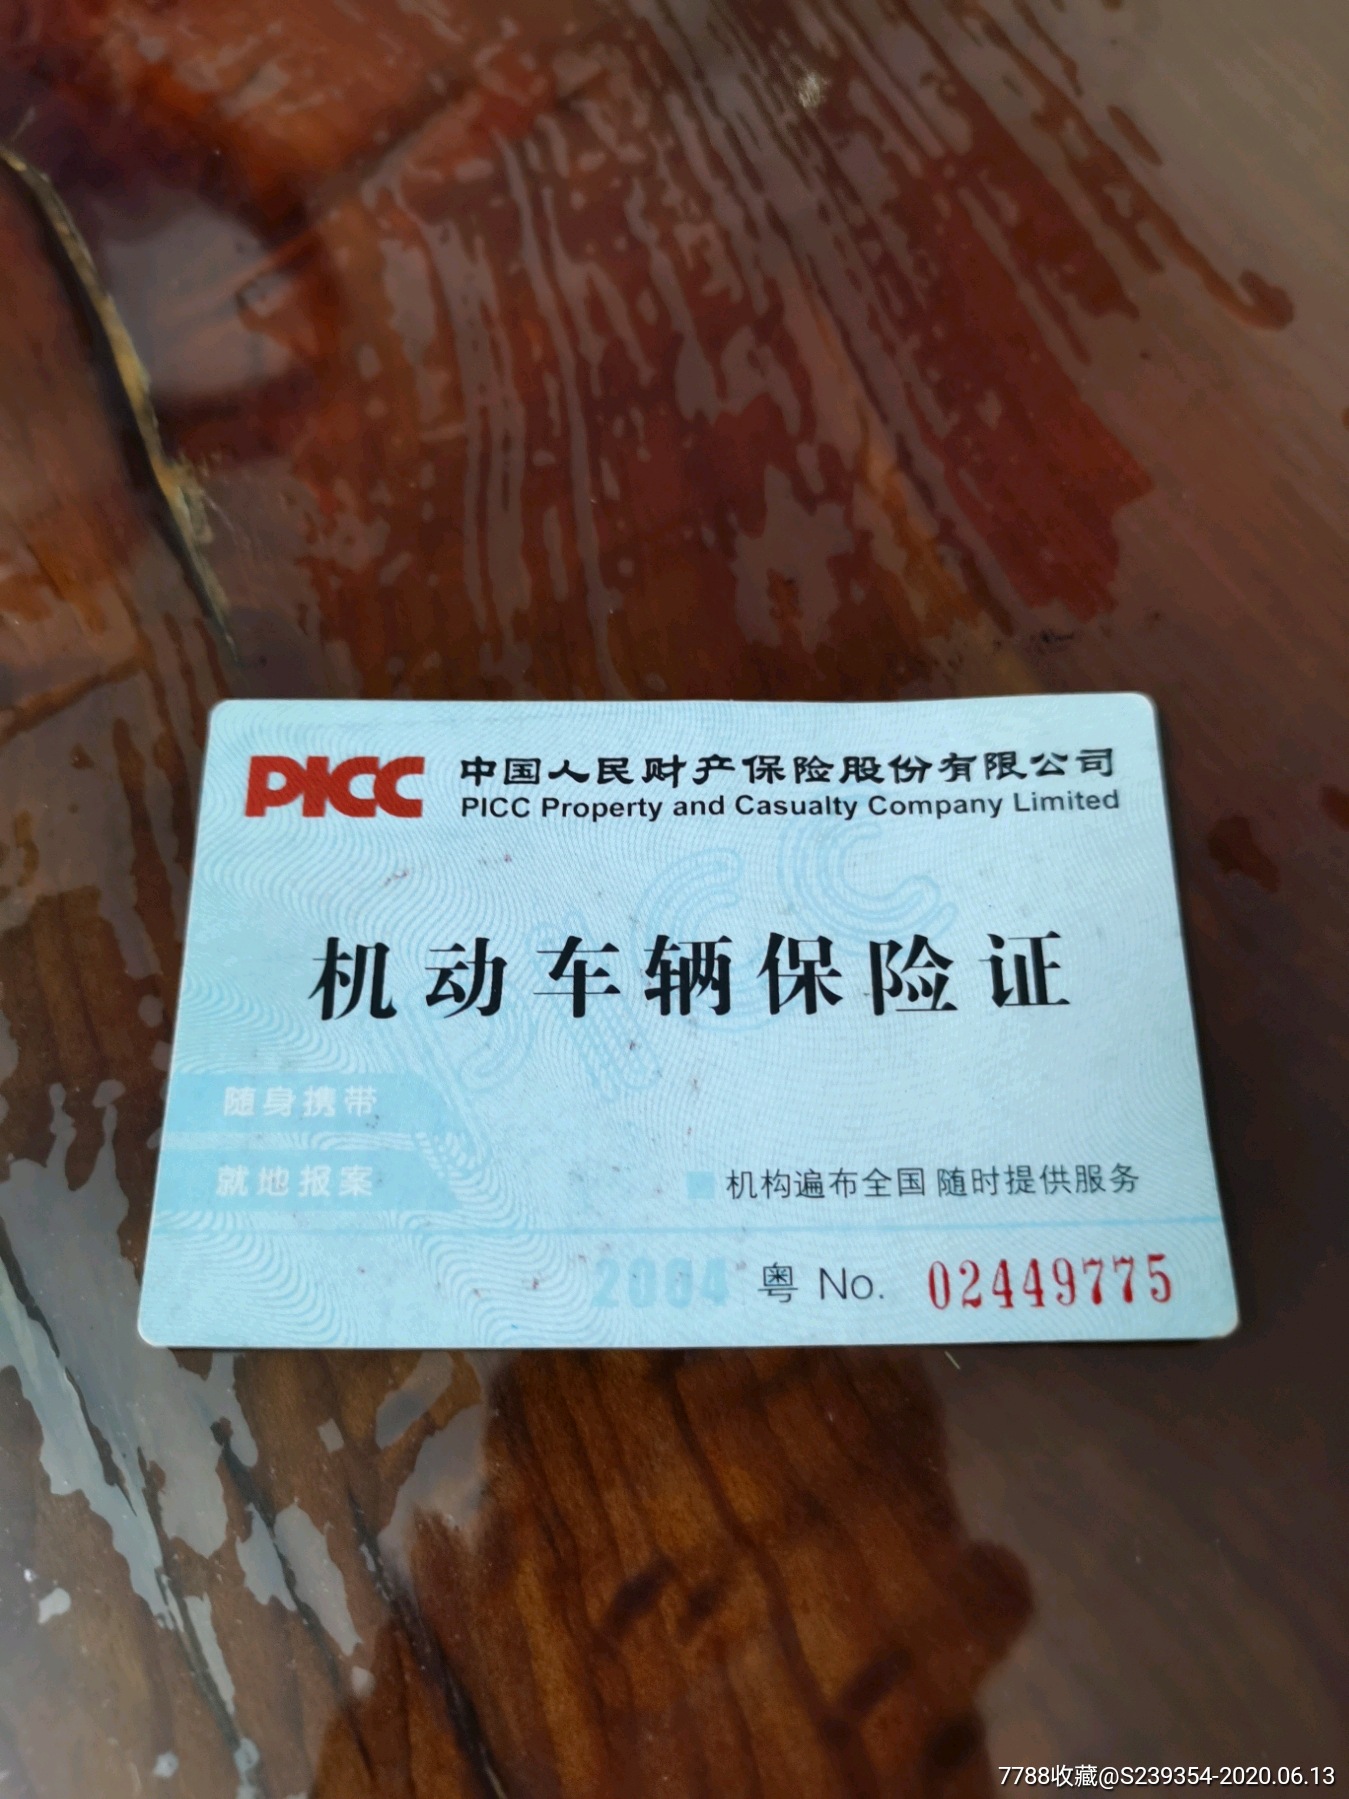 PICC 中国人民财产保险股份有限公司
PICC Property and Casualty Company Limited
机动车辆保险证
随身携带
就地报案
机构遍布全国 随时提供服务
2004 粤 No. 02449775
7788收藏@S239354-2020.06.13